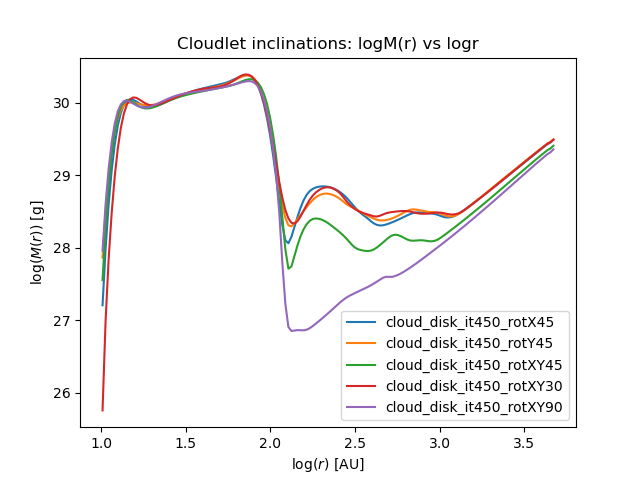 Cloudlet inclinations: logM(r) vs logr
log(M(r)) [g]
30
29
28
27
26
1.0 1.5 2.0 2.5 3.0 3.5
log(r) [AU]
cloud_disk_it450_rotX45
cloud_disk_it450_rotY45
cloud_disk_it450_rotXY45
cloud_disk_it450_rotXY30
cloud_disk_it450_rotXY90